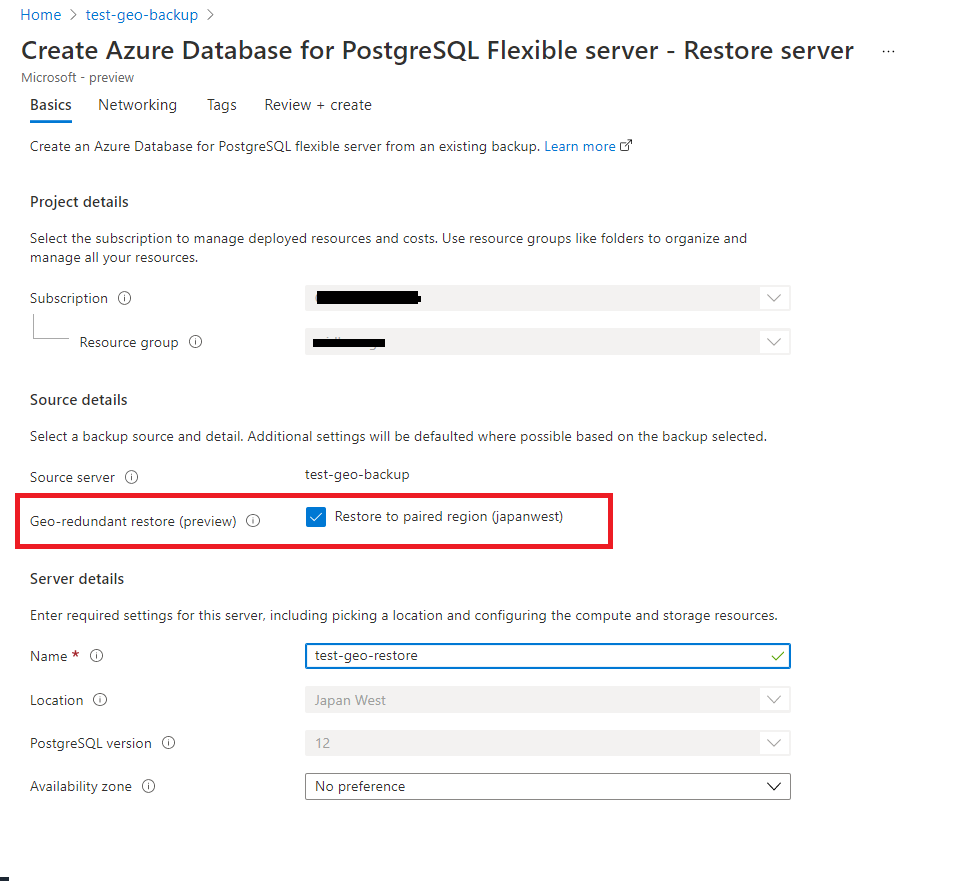 Home > test-geo-backup >
Create Azure Database for PostgreSQL Flexible server - Restore server ...
Microsoft - preview
Basics Networking Tags Review + create
Create an Azure Database for PostgreSQL flexible server from an existing backup. Learn more
Project details
Select the subscription to manage deployed resources and costs. Use resource groups like folders to organize and
manage all your resources.
Subscription
Resource group
Source details
Select a backup source and detail. Additional settings will be defaulted where possible based on the backup selected.
Source server test-geo-backup
Geo-redundant restore (preview) Restore to paired region (japanwest)
Server details
Enter required settings for this server, including picking a location and configuring the compute and storage resources.
Name * test-geo-restore
Location Japan West
PostgreSQL version 12
Availability zone No preference